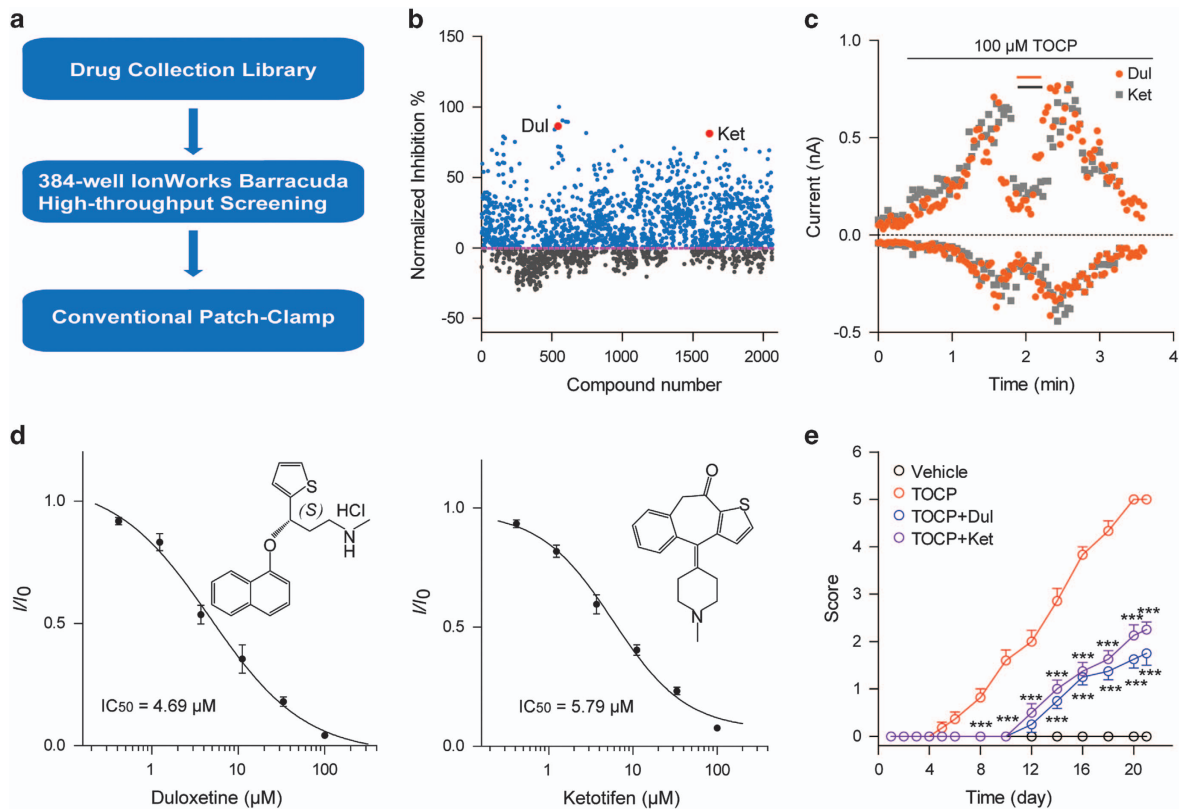 a
Drug Collection Library
384-well IonWorks Barracuda
High-throughput Screening
Conventional Patch-Clamp
b
Normalized Inhibition %
150
100
50
0
-50
Dul
Ket
0 500 1000 1500 2000
Compound number
c
100 µM TOCP
Dul
Ket
Current (nA)
1.0
0.5
0.0
-0.5
0 1 2 3 4
Time (min)
d
I/I0
1.0
0.5
0.0
S
(S)
HCl
O
N
H
IC50 = 4.69 µM
1 10 100
Duloxetine (µM)
I/I0
1.0
0.5
0.0
O
S
N
IC50 = 5.79 µM
1 10 100
Ketotifen (µM)
e
Vehicle
TOCP
TOCP+Dul
TOCP+Ket
Score
6
5
4
3
2
1
0
*** *** *** *** *** *** ***
*** *** *** *** ***
0 4 8 12 16 20
Time (day)